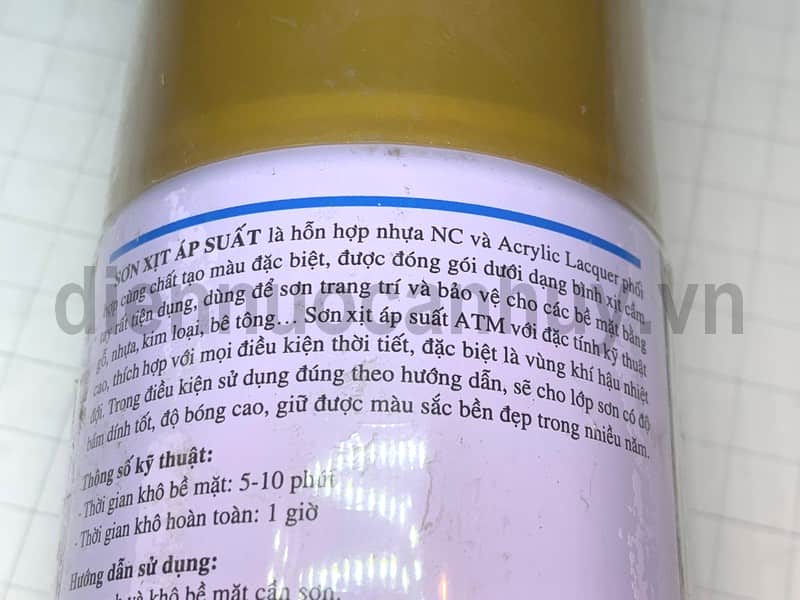 SƠN XỊT ÁP SUẤT là hỗn hợp nhựa NC và Acrylic Lacquer phối
hợp cùng chất tạo màu đặc biệt, được đóng gói dưới dạng bình xịt cầm
tay rất tiện dụng, dùng để sơn trang trí và bảo vệ cho các bề mặt bằng
gỗ, nhựa, kim loại, bê tông... Sơn xịt áp suất ATM với đặc tính kỹ thuật
cao, thích hợp với mọi điều kiện thời tiết, đặc biệt là vùng khí hậu nhiệt
đới. Trong điều kiện sử dụng đúng theo hướng dẫn, sẽ cho lớp sơn có độ
bám dính tốt, độ bóng cao, giữ được màu sắc bền đẹp trong nhiều năm.
diennuocanhuy.vn
Thông số kỹ thuật:
- Thời gian khô bề mặt: 5-10 phút
- Thời gian khô hoàn toàn: 1 giờ
Hướng dẫn sử dụng:
và khô bề mặt cần sơn.